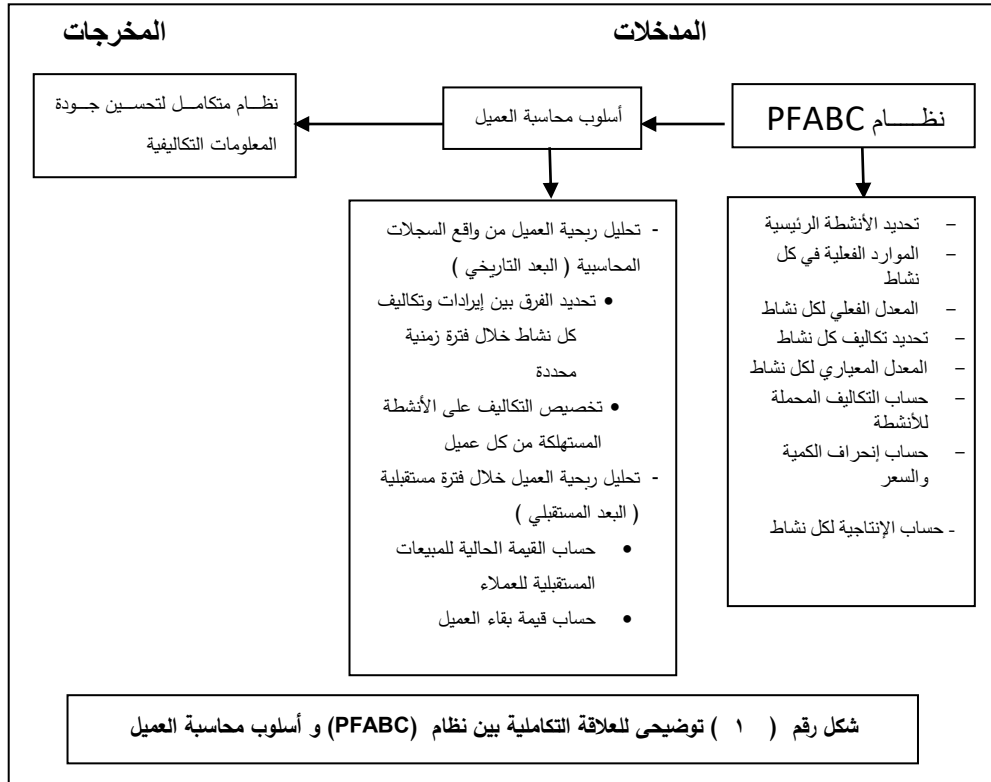 المدخلات
المخرجات
نظـــــام PFABC
أسلوب محاسبة العميل
نظـــام متكامـــل لتحســـين جـــودة
المعلومات التكاليفية
– تحديد الأنشطة الرئيسية
– الموارد الفعلية في كل
نشاط
– المعدل الفعلي لكل نشاط
– تحديد تكاليف كل نشاط
– المعدل المعياري لكل نشاط
– حساب التكاليف المحملة
للأنشطة
– حساب إنحراف الكمية
والسعر
- حساب الإنتاجية لكل نشاط
- تحليل ربحية العميل من واقع السجلات
المحاسبية ( البعد التاريخي )
• تحديد الفرق بين إيرادات وتكاليف
كل نشاط خلال فترة زمنية
محددة
• تخصيص التكاليف على الأنشطة
المستهلكة من كل عميل
- تحليل ربحية العميل خلال فترة مستقبلية
( البعد المستقبلي )
• حساب القيمة الحالية للمبيعات
المستقبلية للعملاء
• حساب قيمة بقاء العميل
شكل رقم ( ١ ) توضيحى للعلاقة التكاملية بين نظام (PFABC) و أسلوب محاسبة العميل